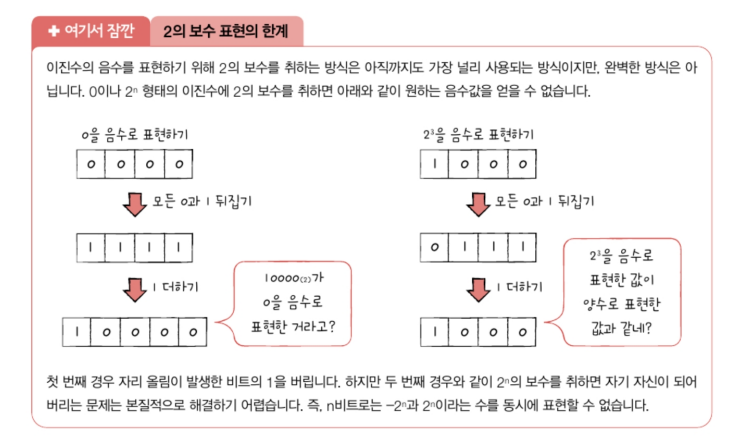 + 여기서 잠깐 2의 보수 표현의 한계
이진수의 음수를 표현하기 위해 2의 보수를 취하는 방식은 아직까지도 가장 널리 사용되는 방식이지만, 완벽한 방식은 아
닙니다. 0이나 2ⁿ 형태의 이진수에 2의 보수를 취하면 아래와 같이 원하는 음수값을 얻을 수 없습니다.
0을 음수로 표현하기
0 0 0 0
모든 0과 1 뒤집기
1 1 1 1
1 더하기
1 0 0 0 0
10000₍₂₎가
0을 음수로
표현한 거라고?
2³을 음수로 표현하기
1 0 0 0
모든 0과 1 뒤집기
0 1 1 1
1 더하기
1 0 0 0
2³을 음수로
표현한 값이
양수로 표현한
값과 같네?
첫 번째 경우 자리 올림이 발생한 비트의 1을 버립니다. 하지만 두 번째 경우와 같이 2ⁿ의 보수를 취하면 자기 자신이 되어
버리는 문제는 본질적으로 해결하기 어렵습니다. 즉, n비트로는 -2ⁿ과 2ⁿ이라는 수를 동시에 표현할 수 없습니다.